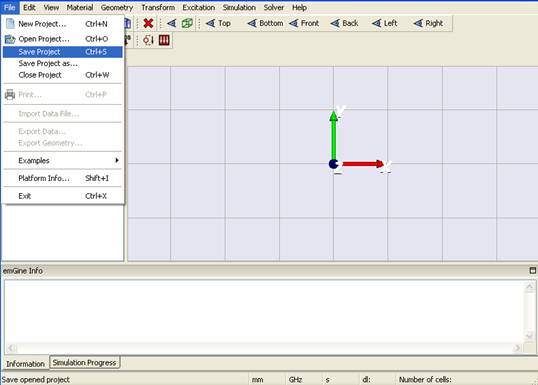 File Edit View Material Geometry Transform Excitation Simulation Solver Help
New Project... Ctrl+N
Top Bottom Front Back Left Right
Open Project... Ctrl+O
Save Project Ctrl+S
Save Project as...
Close Project Ctrl+W
Print... Ctrl+P
Import Data File...
Export Data...
Export Geometry...
Examples
Platform Info... Shift+I
Exit Ctrl+X
Y
Z X
emGine Info
Information Simulation Progress
Save opened project mm GHz s dl: Number of cells: